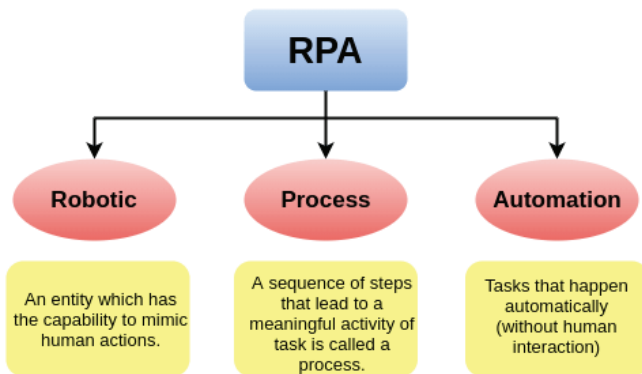 RPA
Robotic
Process
Automation
An entity which has
the capability to mimic
human actions.
A sequence of steps
that lead to a
meaningful activity of
task is called a
process.
Tasks that happen
automatically
(without human
interaction)